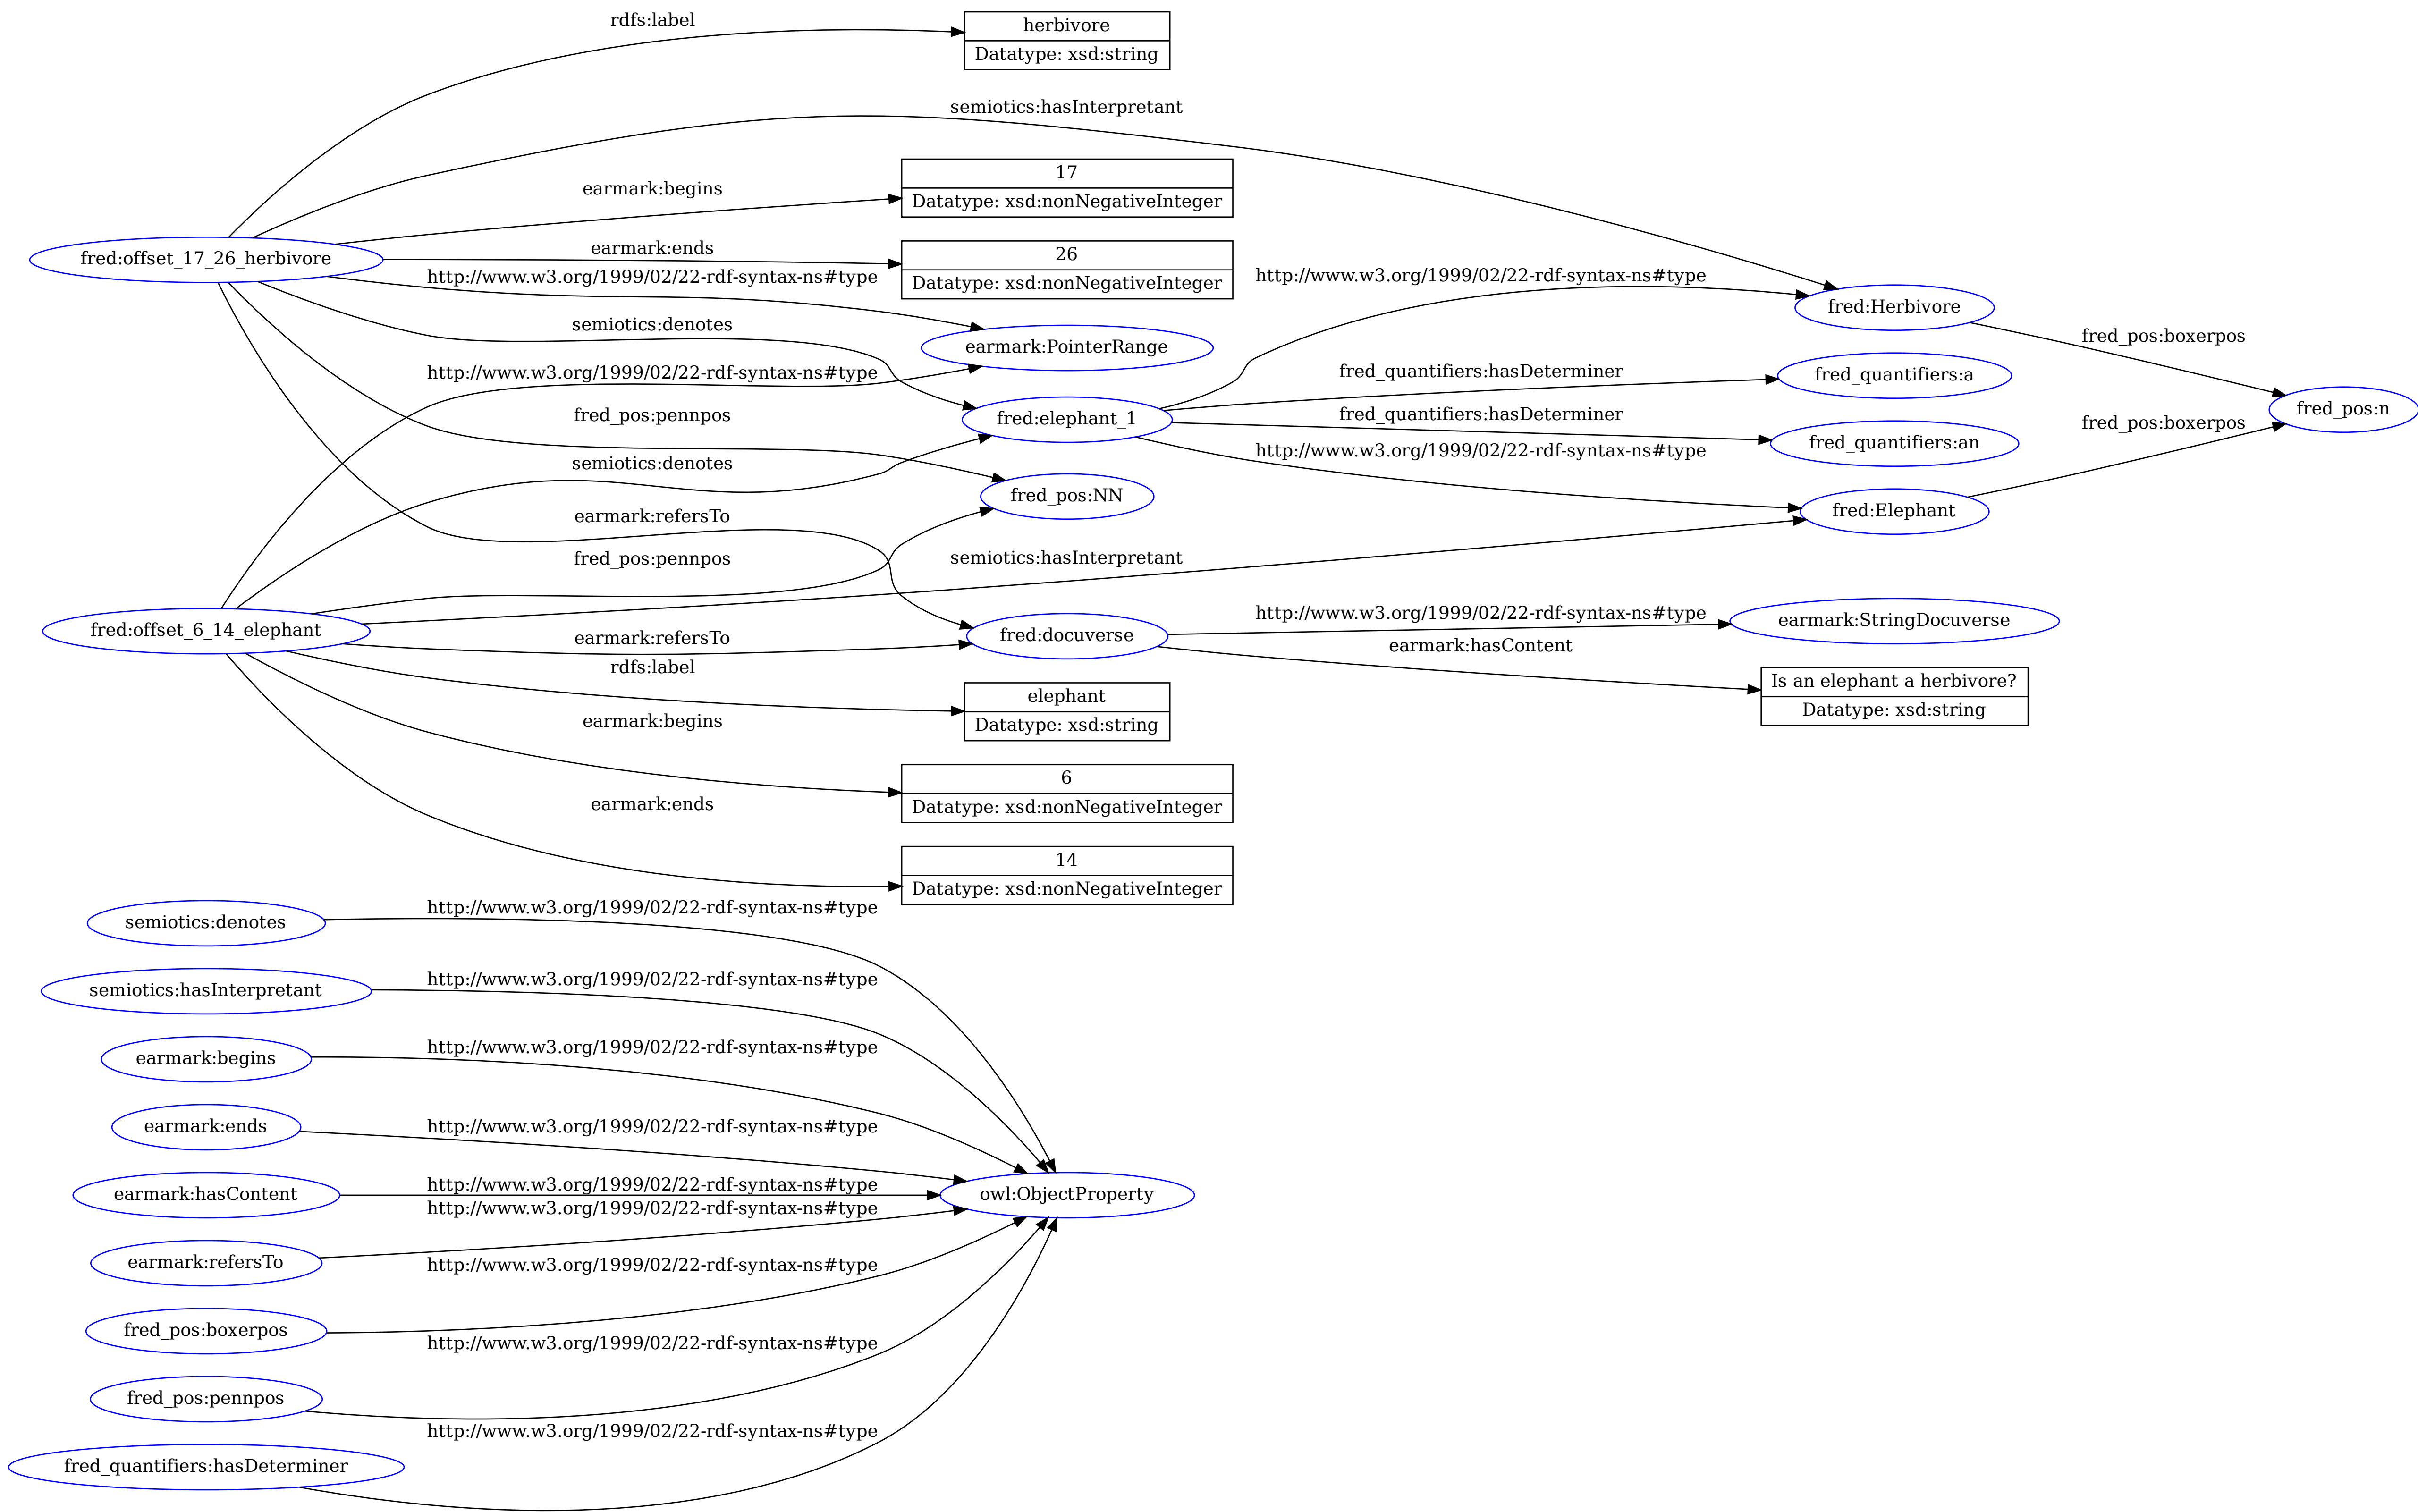 rdfs:label
herbivore
Datatype: xsd:string
semiotics:hasInterpretant
earmark:begins
17
Datatype: xsd:nonNegativeInteger
fred:offset_17_26_herbivore
earmark:ends
26
Datatype: xsd:nonNegativeInteger
http://www.w3.org/1999/02/22-rdf-syntax-ns#type
http://www.w3.org/1999/02/22-rdf-syntax-ns#type
fred:Herbivore
semiotics:denotes
earmark:PointerRange
fred_pos:boxerpos
http://www.w3.org/1999/02/22-rdf-syntax-ns#type
fred_quantifiers:hasDeterminer
fred_quantifiers:a
fred_pos:pennpos
fred:elephant_1
fred_quantifiers:hasDeterminer
fred_pos:n
fred_pos:boxerpos
fred_quantifiers:an
http://www.w3.org/1999/02/22-rdf-syntax-ns#type
semiotics:denotes
fred_pos:NN
fred:Elephant
earmark:refersTo
fred_pos:pennpos
semiotics:hasInterpretant
fred:offset_6_14_elephant
earmark:refersTo
fred:docuverse
http://www.w3.org/1999/02/22-rdf-syntax-ns#type
earmark:StringDocuverse
earmark:hasContent
Is an elephant a herbivore?
Datatype: xsd:string
rdfs:label
elephant
Datatype: xsd:string
earmark:begins
6
Datatype: xsd:nonNegativeInteger
earmark:ends
14
Datatype: xsd:nonNegativeInteger
semiotics:denotes
http://www.w3.org/1999/02/22-rdf-syntax-ns#type
semiotics:hasInterpretant
http://www.w3.org/1999/02/22-rdf-syntax-ns#type
earmark:begins
http://www.w3.org/1999/02/22-rdf-syntax-ns#type
earmark:ends
http://www.w3.org/1999/02/22-rdf-syntax-ns#type
earmark:hasContent
http://www.w3.org/1999/02/22-rdf-syntax-ns#type
owl:ObjectProperty
http://www.w3.org/1999/02/22-rdf-syntax-ns#type
earmark:refersTo
http://www.w3.org/1999/02/22-rdf-syntax-ns#type
fred_pos:boxerpos
http://www.w3.org/1999/02/22-rdf-syntax-ns#type
fred_pos:pennpos
http://www.w3.org/1999/02/22-rdf-syntax-ns#type
fred_quantifiers:hasDeterminer